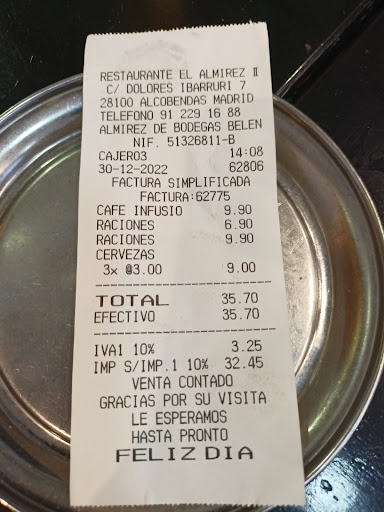 RESTAURANTE EL ALMIREZ II
C/ DOLORES IBARRURI 7
28100 ALCOBENDAS MADRID
TELEFONO 91 229 16 88
ALMIREZ DE BODEGAS BELEN
NIF. 51326811-B
CAJERO3 14:08
30-12-2022 62806
FACTURA SIMPLIFICADA
FACTURA:62775
CAFE INFUSIO 9.90
RACIONES 6.90
RACIONES 9.90
CERVEZAS
3x @3.00 9.00
TOTAL 35.70
EFECTIVO 35.70
IVA1 10% 3.25
IMP S/IMP.1 10% 32.45
VENTA CONTADO
GRACIAS POR SU VISITA
LE ESPERAMOS
HASTA PRONTO
FELIZ DIA